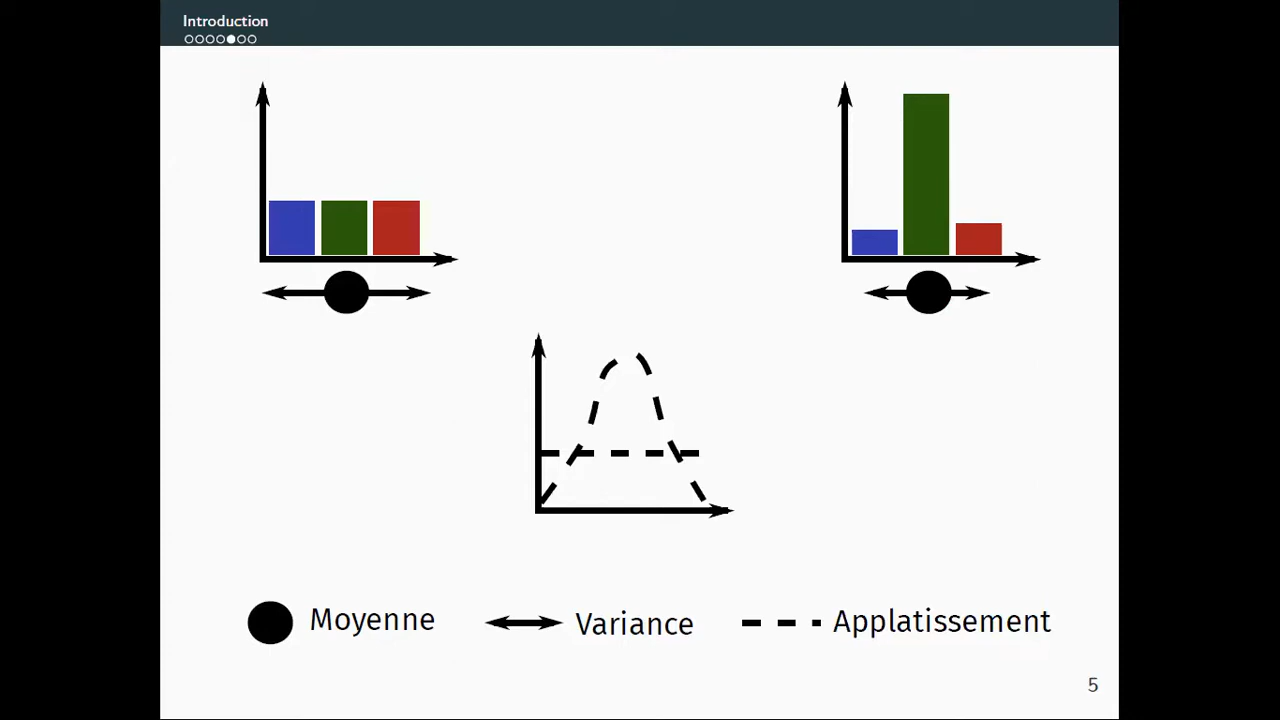 Introduction
Moyenne
Variance
Applatissement
5